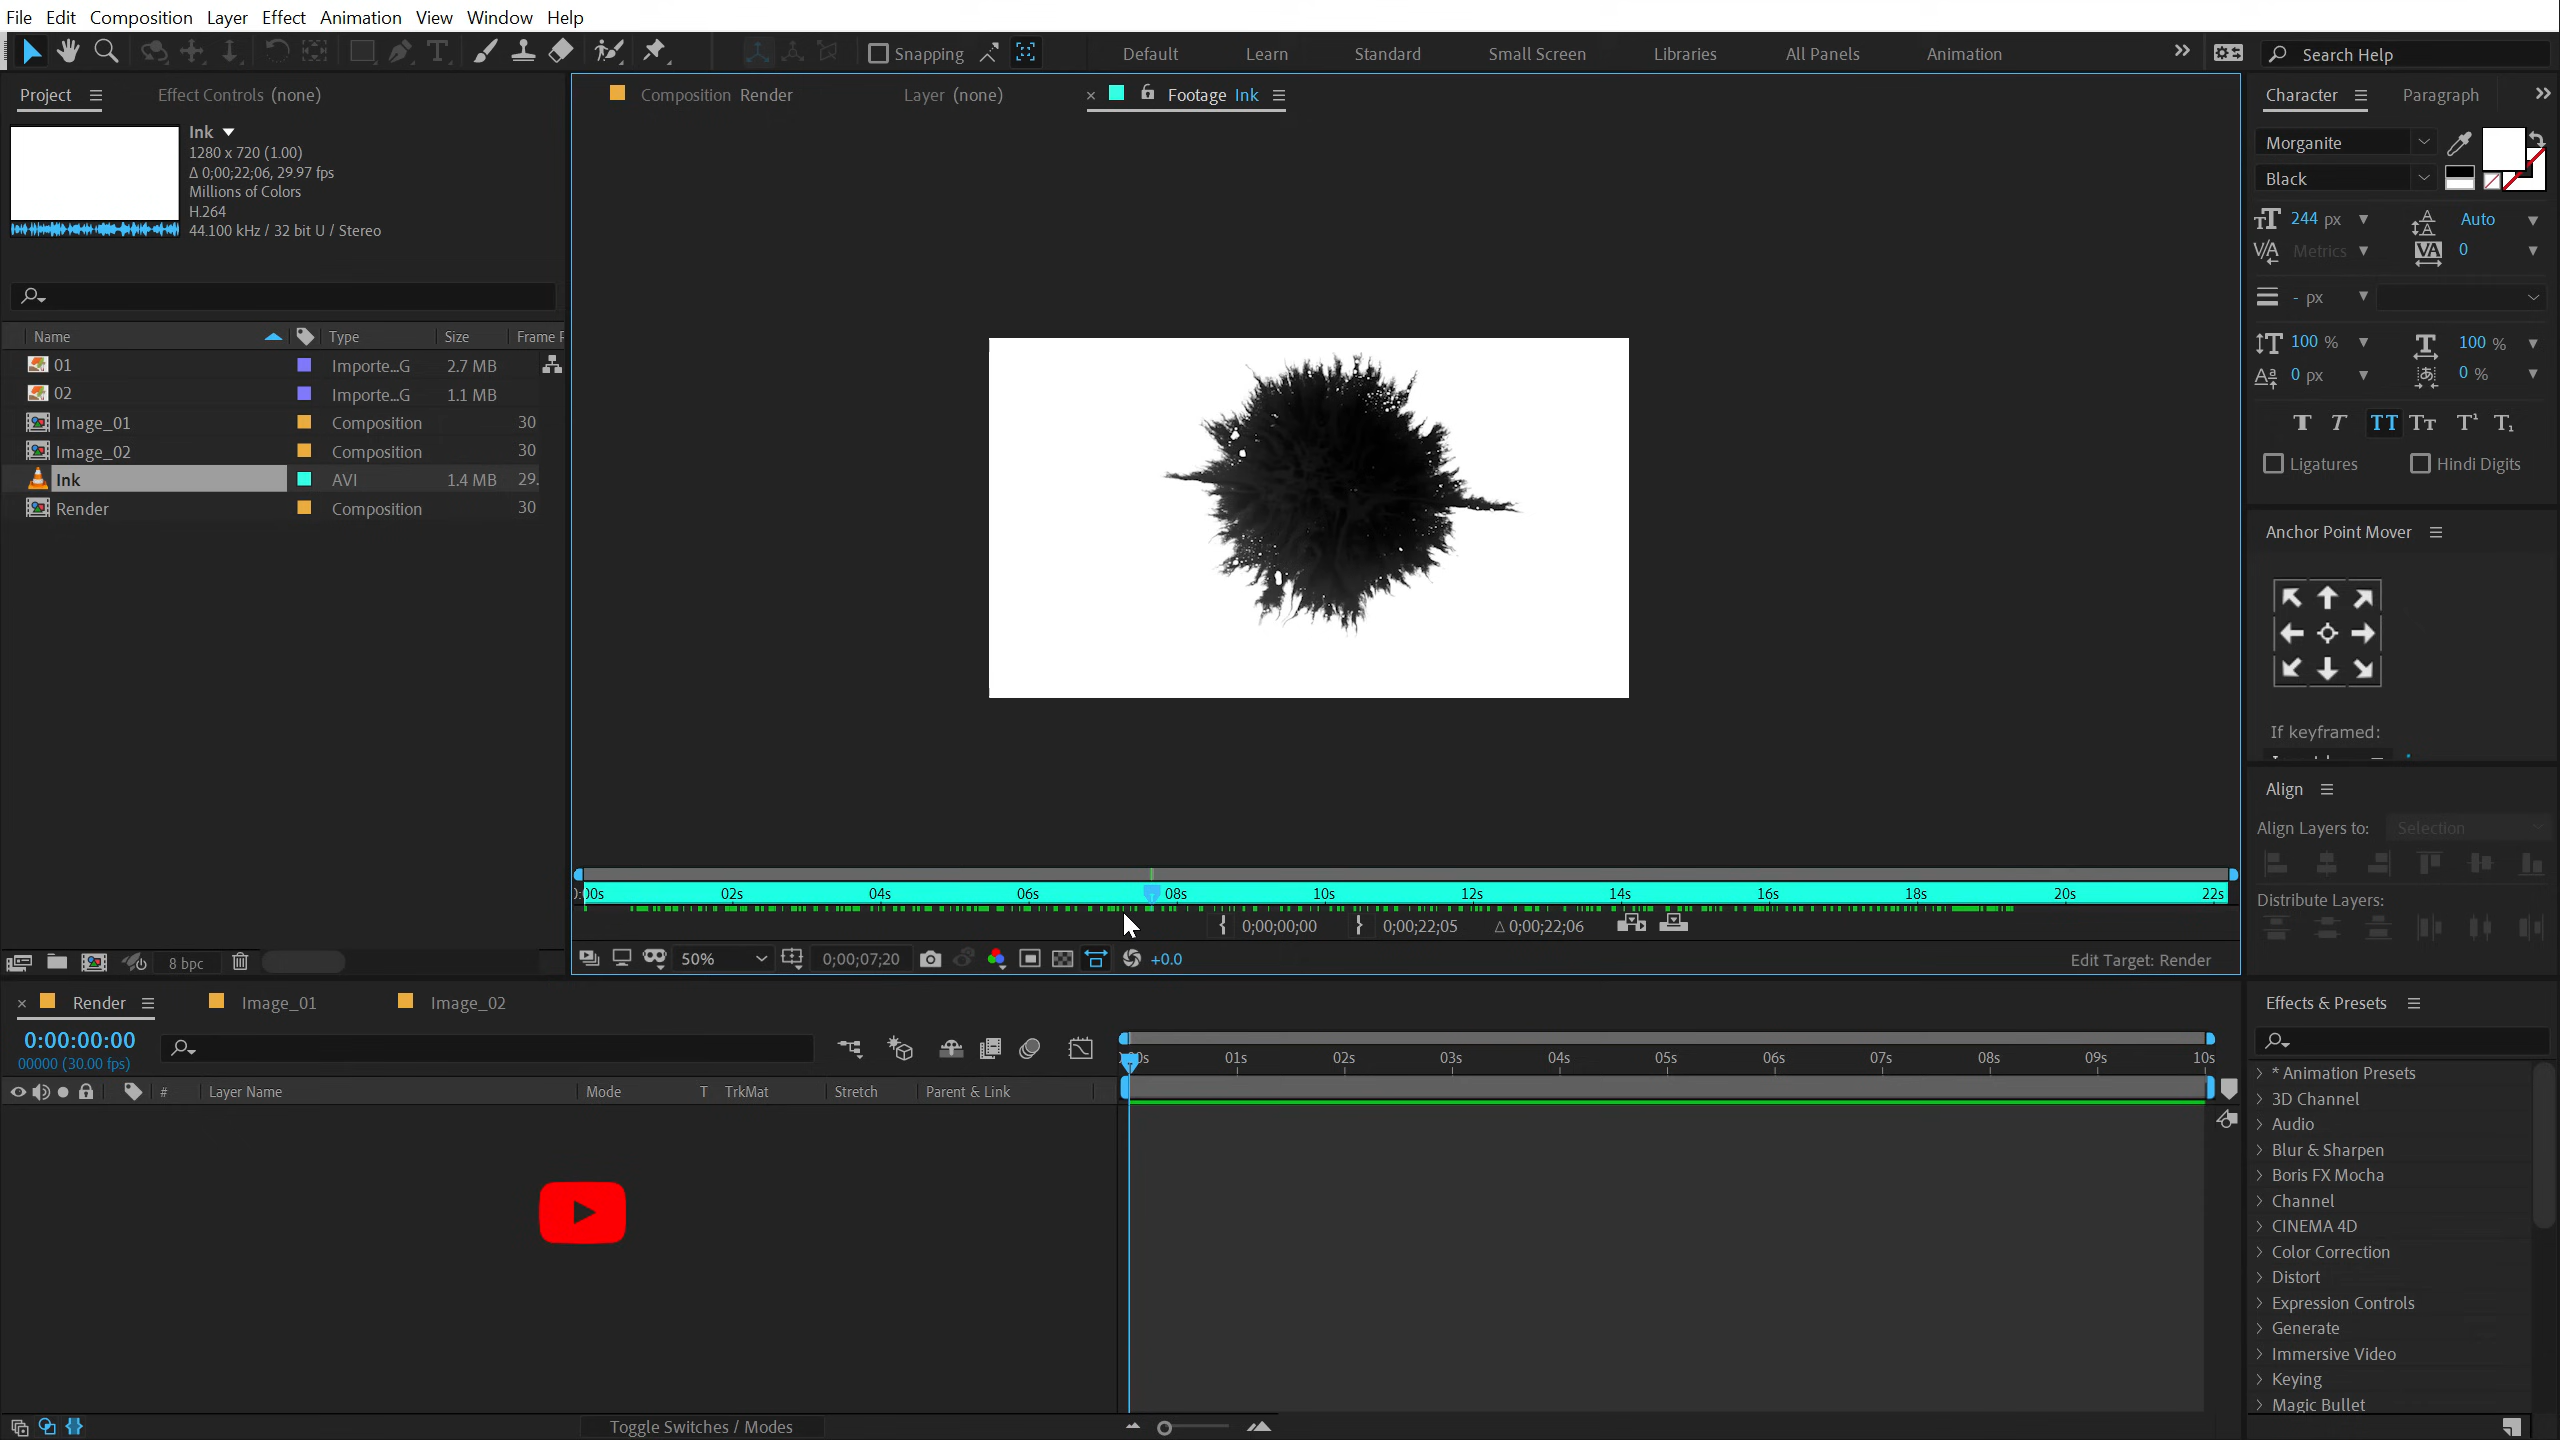 File Edit Composition Layer Effect Animation View Window Help
Snapping Default Learn Standard Small Screen Libraries All Panels Animation Search Help
Project Effect Controls (none)
Ink
1280 x 720 (1.00)
Δ 0;00;22;06, 29.97 fps
Millions of Colors
H.264
44.100 kHz / 32 bit U / Stereo
Name Type Size Frame F
01 Importe...G 2.7 MB
02 Importe...G 1.1 MB
Image_01 Composition 30
Image_02 Composition 30
Ink AVI 1.4 MB 29.
Render Composition 30
8 bpc
Composition Render Layer (none) Footage Ink
02s 04s 06s 08s 10s 12s 14s 16s 18s 20s 22s
0;00;00;00 0;00;22;05 Δ 0;00;22;06
50% 0;00;07;20 +0.0 Edit Target: Render
Character Paragraph
Morganite
Black
244 px Auto
Metrics 0
- px
100 % 100 %
0 px 0 %
Ligatures Hindi Digits
Anchor Point Mover
If keyframed:
Align
Align Layers to: Selection
Distribute Layers:
Render Image_01 Image_02
0:00:00:00
00000 (30.00 fps)
01s 02s 03s 04s 05s 06s 07s 08s 09s 10s
# Layer Name Mode T TrkMat Stretch Parent & Link
Toggle Switches / Modes
Effects & Presets
* Animation Presets
3D Channel
Audio
Blur & Sharpen
Boris FX Mocha
Channel
CINEMA 4D
Color Correction
Distort
Expression Controls
Generate
Immersive Video
Keying
Magic Bullet